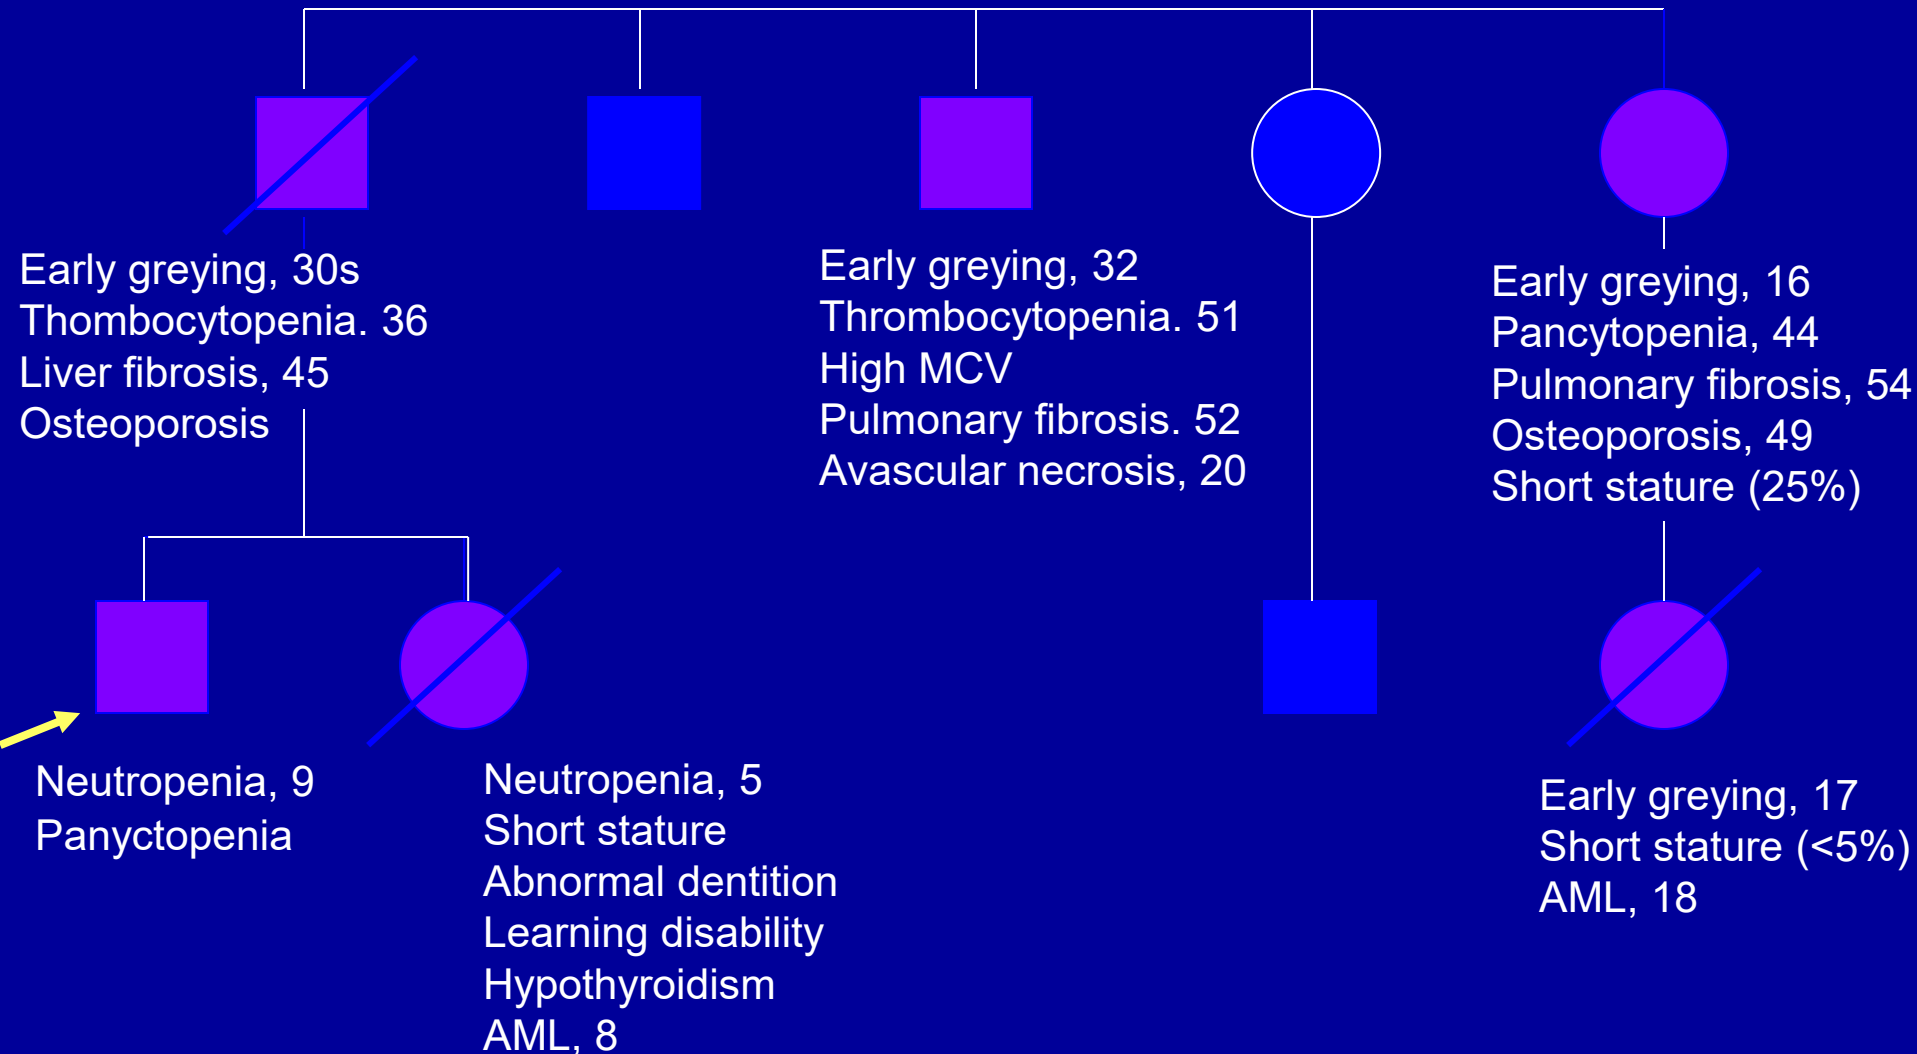 Early greying, 30s
Thombocytopenia. 36
Liver fibrosis, 45
Osteoporosis
Early greying, 32
Thrombocytopenia. 51
High MCV
Pulmonary fibrosis. 52
Avascular necrosis, 20
Early greying, 16
Pancytopenia, 44
Pulmonary fibrosis, 54
Osteoporosis, 49
Short stature (25%)
Neutropenia, 9
Panyctopenia
Neutropenia, 5
Short stature
Abnormal dentition
Learning disability
Hypothyroidism
AML, 8
Early greying, 17
Short stature (<5%)
AML, 18